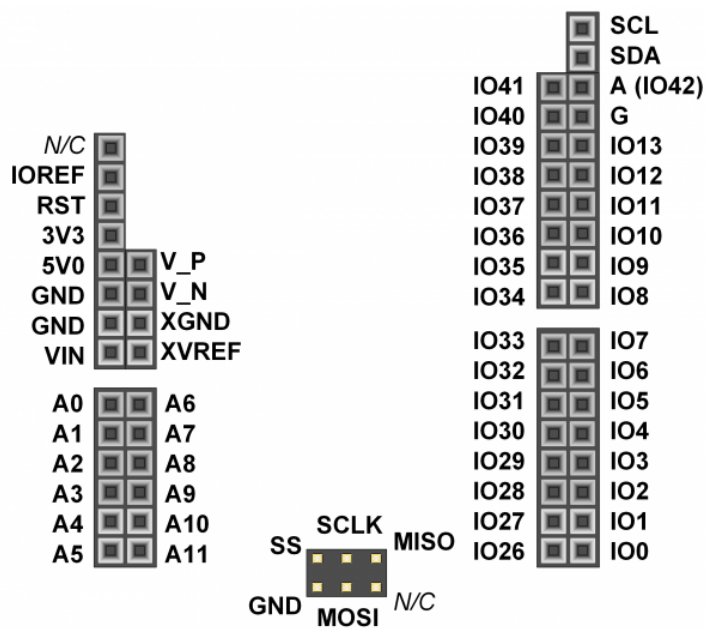 SCL
SDA
IO41 A (IO42)
IO40 G
N/C IO39 IO13
IOREF IO38 IO12
RST IO37 IO11
3V3 IO36 IO10
5V0 V_P IO35 IO9
GND V_N IO34 IO8
GND XGND IO33 IO7
VIN XVREF IO32 IO6
A0 A6 IO31 IO5
A1 A7 IO30 IO4
A2 A8 IO29 IO3
A3 A9 IO28 IO2
A4 A10 SCLK IO27 IO1
A5 A11 SS MISO IO26 IO0
GND MOSI N/C